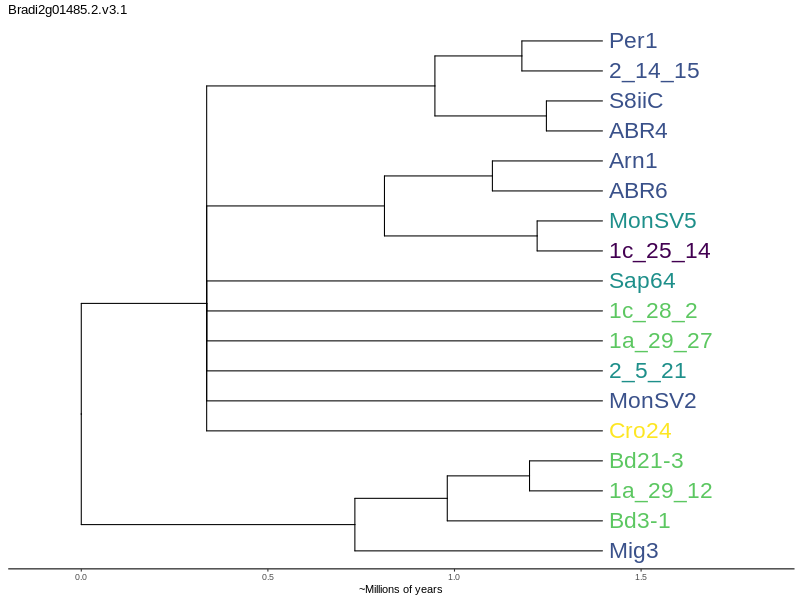 Bradi2g01485.2.v3.1
Per1
2_14_15
S8iiC
ABR4
Arn1
ABR6
MonSV5
1c_25_14
Sap64
1c_28_2
1a_29_27
2_5_21
MonSV2
Cro24
Bd21-3
1a_29_12
Bd3-1
Mig3
0.0 0.5 1.0 1.5
~Millions of years